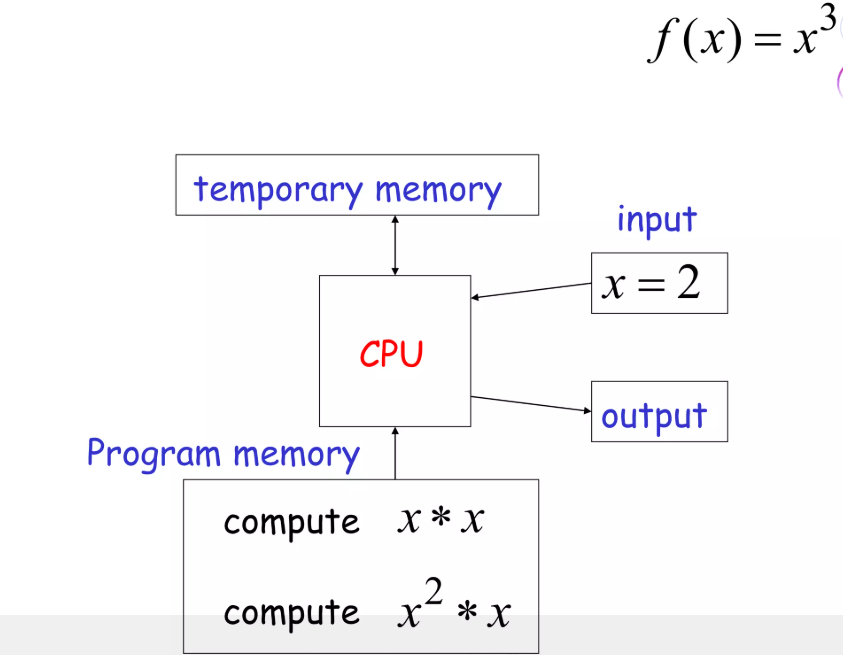 f(x) = x³
temporary memory
input
x = 2
CPU
output
Program memory
compute x * x
compute x² * x